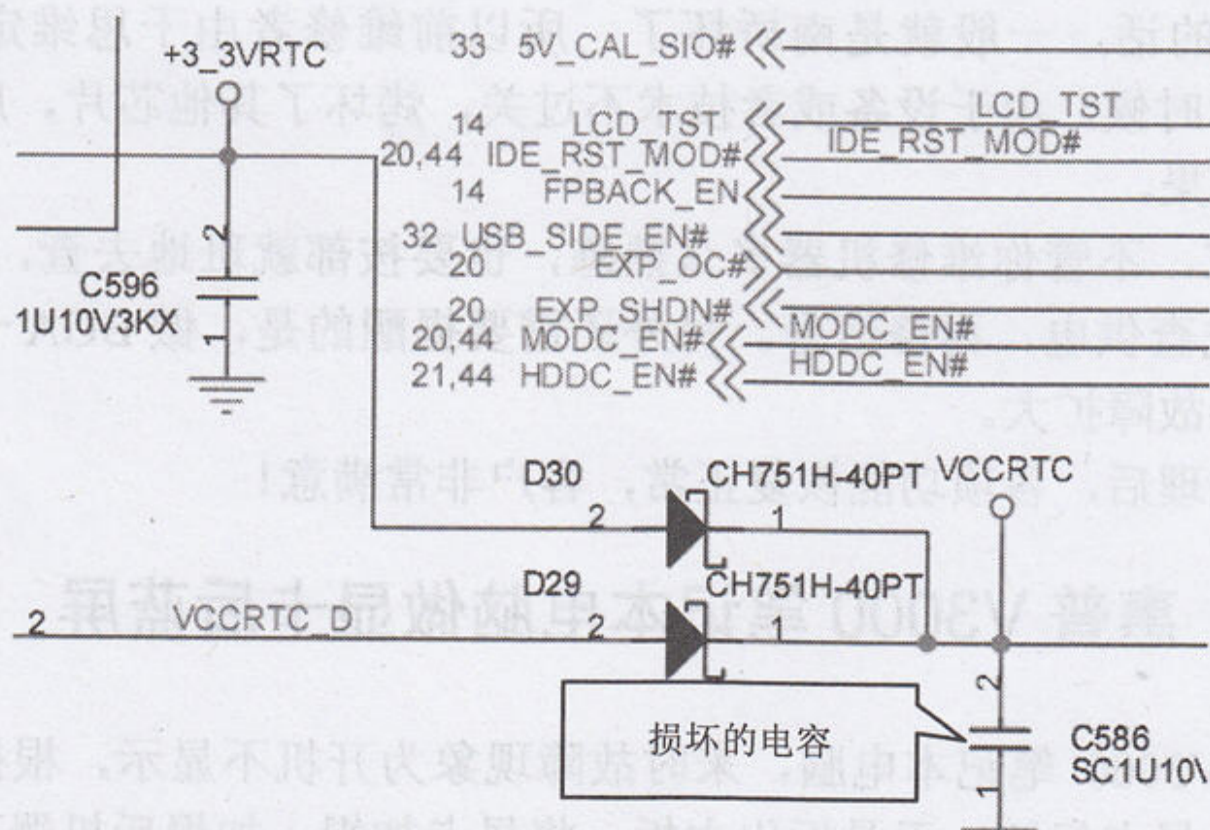 +3_3VRTC
33 5V_CAL_SIO#
14 LCD_TST
LCD_TST
20,44 IDE_RST_MOD#
IDE_RST_MOD#
14 FPBACK_EN
32 USB_SIDE_EN#
20 EXP_OC#
20 EXP_SHDN#
20,44 MODC_EN#
MODC_EN#
21,44 HDDC_EN#
HDDC_EN#
2
C596
1U10V3KX
1
D30
CH751H-40PT
VCCRTC
2
1
D29
CH751H-40PT
2
VCCRTC_D
2
1
2
损坏的电容
C586
SC1U10\
1